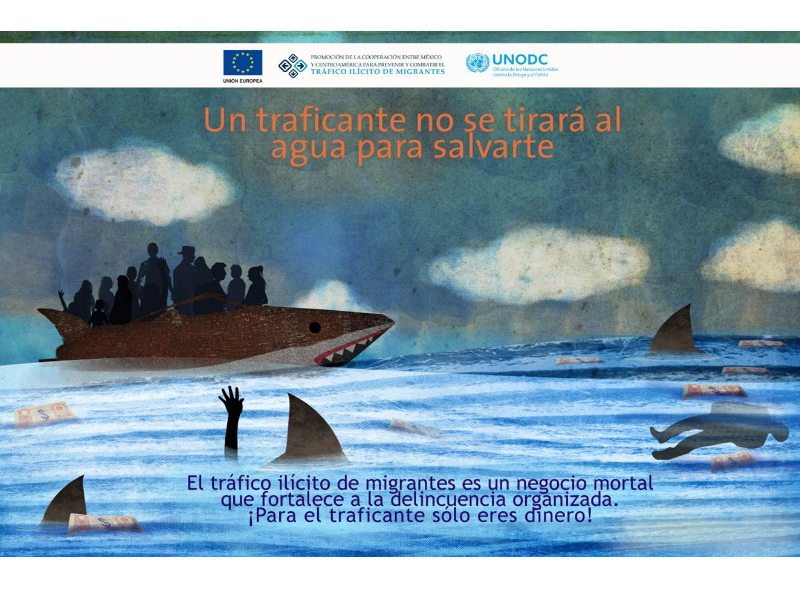 UNIÓN EUROPEA
PROMOCIÓN DE LA COOPERACIÓN ENTRE MÉXICO
Y CENTROAMÉRICA PARA PREVENIR Y COMBATIR EL
TRÁFICO ILÍCITO DE MIGRANTES
UNODC
Oficina de las Naciones Unidas
contra la Droga y el Delito
Un traficante no se tirará al
agua para salvarte
El tráfico ilícito de migrantes es un negocio mortal
que fortalece a la delincuencia organizada.
¡Para el traficante sólo eres dinero!